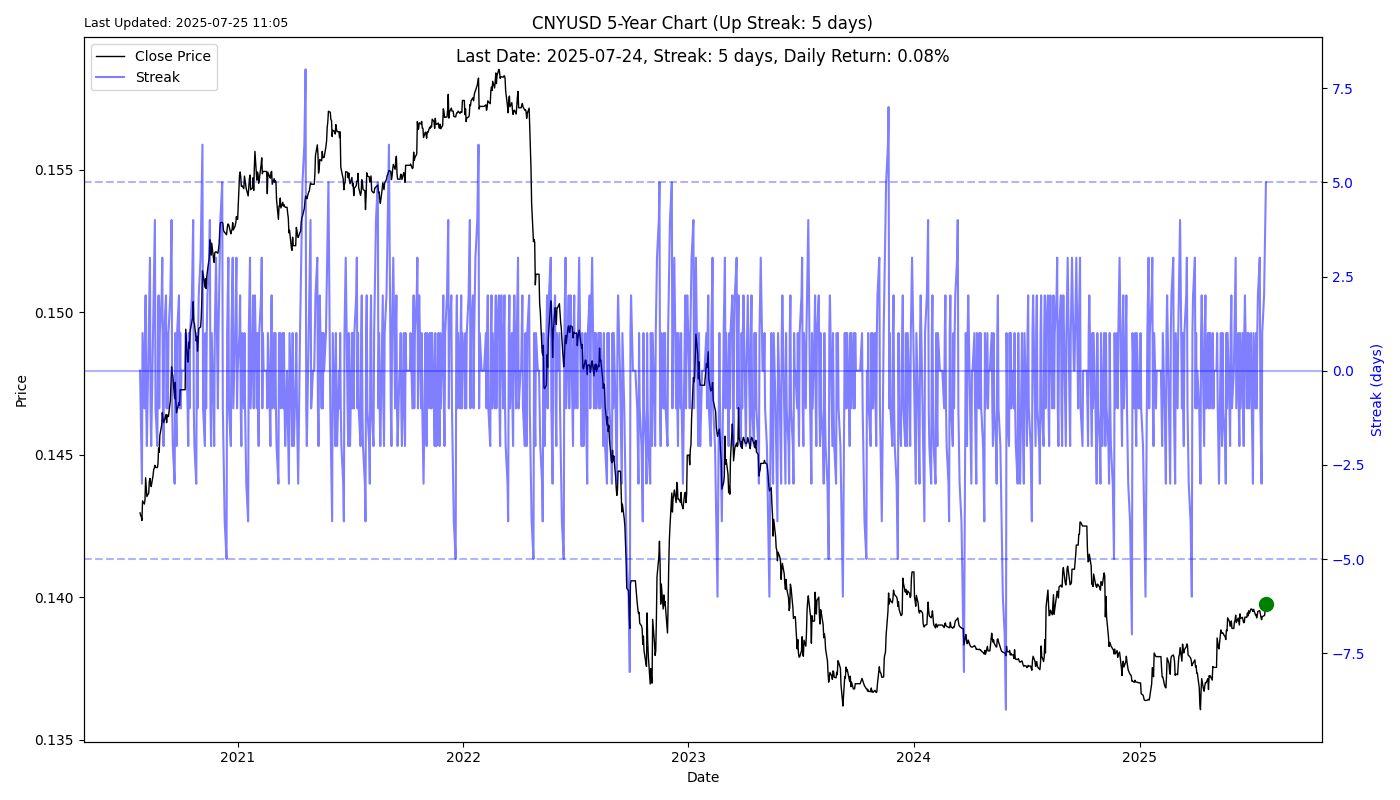 Last Updated: 2025-07-25 11:05
CNYUSD 5-Year Chart (Up Streak: 5 days)
Last Date: 2025-07-24, Streak: 5 days, Daily Return: 0.08%
Close Price
Streak
Price
0.155
0.150
0.145
0.140
0.135
7.5
5.0
2.5
0.0
−2.5
−5.0
−7.5
Streak (days)
2021
2022
2023
2024
2025
Date